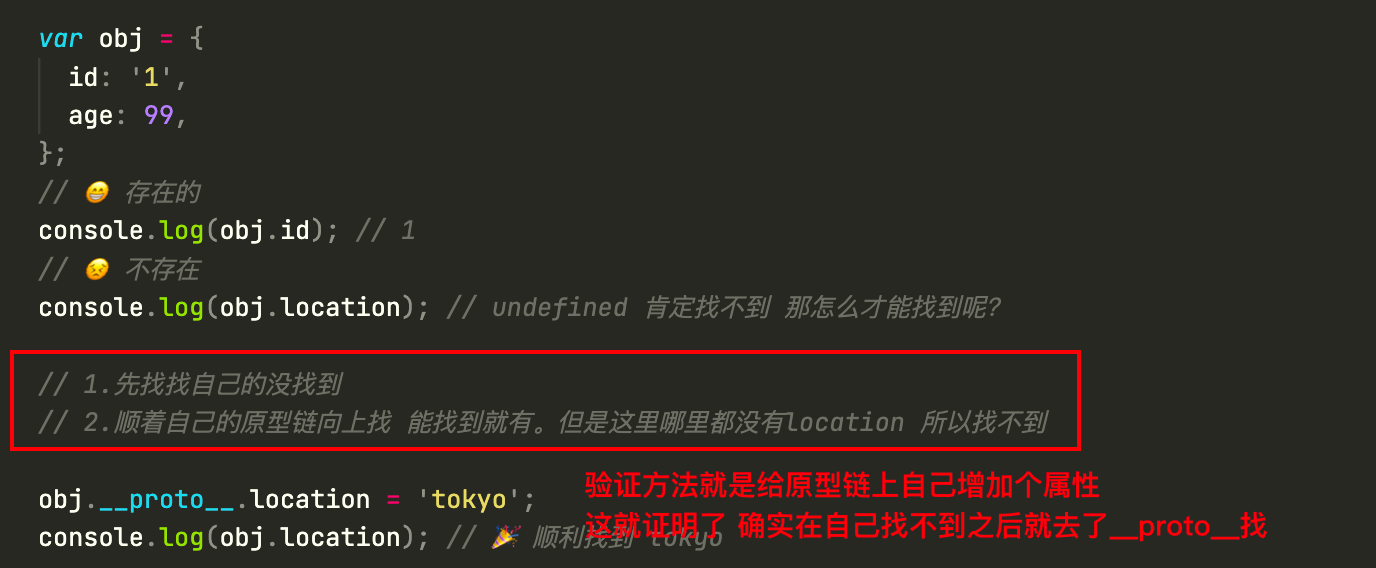 var obj = {
  id: '1',
  age: 99,
};
// 😁 存在的
console.log(obj.id); // 1
// 😣 不存在
console.log(obj.location); // undefined 肯定找不到 那怎么才能找到呢?
// 1.先找找自己的没找到
// 2.顺着自己的原型链向上找 能找到就有。但是这里哪里都没有location 所以找不到
obj.__proto__.location = 'tokyo';
验证方法就是给原型链上自己增加个属性
console.log(obj.location); // 🎉 顺利找到 tokyo
这就证明了 确实在自己找不到之后就去了__proto__找